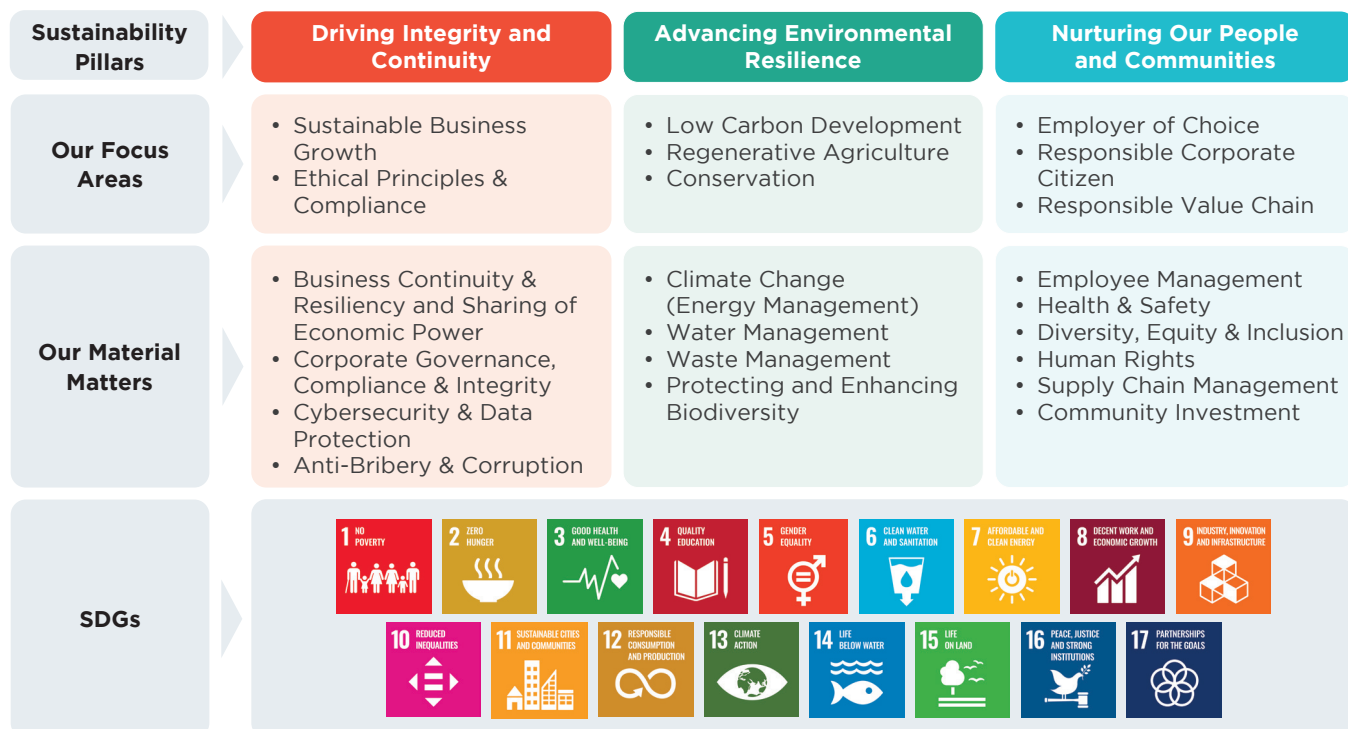 Sustainability
Pillars
Driving Integrity and
Continuity
Advancing Environmental
Resilience
Nurturing Our People
and Communities
Our Focus
Areas
• Sustainable Business
Growth
• Ethical Principles &
Compliance
• Low Carbon Development
• Regenerative Agriculture
• Conservation
• Employer of Choice
• Responsible Corporate
Citizen
• Responsible Value Chain
Our Material
Matters
• Business Continuity &
Resiliency and Sharing of
Economic Power
• Corporate Governance,
Compliance & Integrity
• Cybersecurity & Data
Protection
• Anti-Bribery & Corruption
• Climate Change
(Energy Management)
• Water Management
• Waste Management
• Protecting and Enhancing
Biodiversity
• Employee Management
• Health & Safety
• Diversity, Equity & Inclusion
• Human Rights
• Supply Chain Management
• Community Investment
SDGs
1 NO
POVERTY
2 ZERO
HUNGER
3 GOOD HEALTH
AND WELL-BEING
4 QUALITY
EDUCATION
5 GENDER
EQUALITY
6 CLEAN WATER
AND SANITATION
7 AFFORDABLE AND
CLEAN ENERGY
8 DECENT WORK AND
ECONOMIC GROWTH
9 INDUSTRY, INNOVATION
AND INFRASTRUCTURE
10 REDUCED
INEQUALITIES
11 SUSTAINABLE CITIES
AND COMMUNITIES
12 RESPONSIBLE
CONSUMPTION
AND PRODUCTION
13 CLIMATE
ACTION
14 LIFE
BELOW WATER
15 LIFE
ON LAND
16 PEACE, JUSTICE
AND STRONG
INSTITUTIONS
17 PARTNERSHIPS
FOR THE GOALS